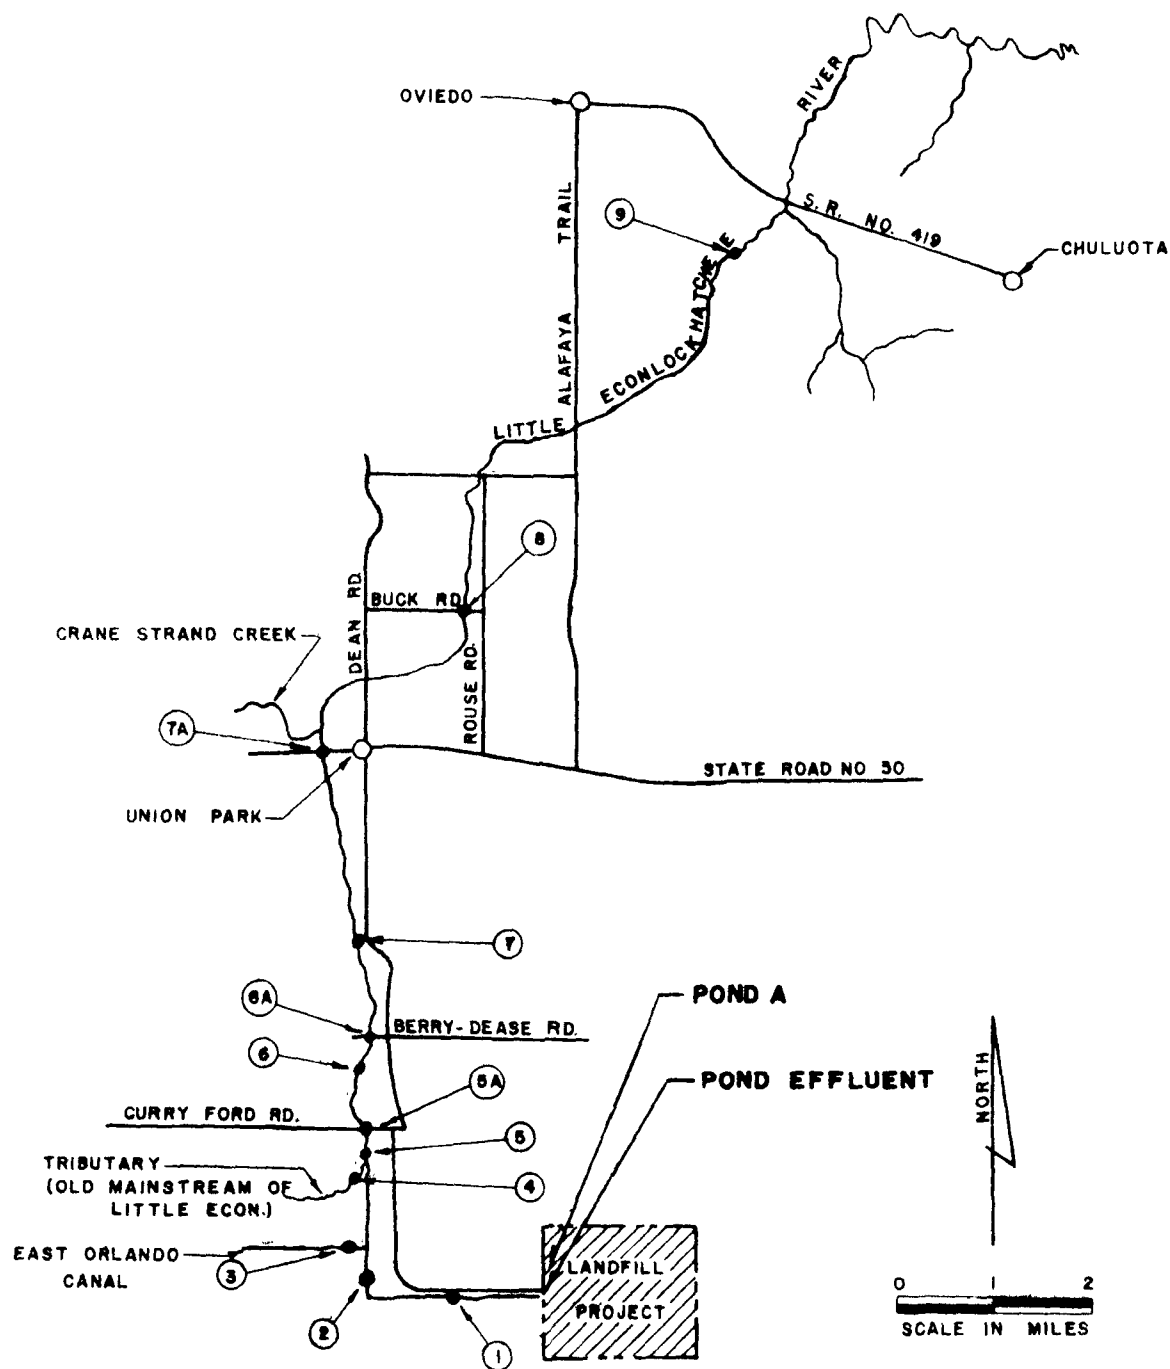 OVIEDO
RIVER
ALAFAYA TRAIL
9
S. R. NO. 419
CHULUOTA
LITTLE ECONLOCKHATCHEE
8
DEAN RD.
BUCK RD.
CRANE STRAND CREEK
ROUSE RD.
7A
STATE ROAD NO 50
UNION PARK
7
POND A
6A
BERRY-DEASE RD.
6
5A
POND EFFLUENT
CURRY FORD RD.
NORTH
5
TRIBUTARY
(OLD MAINSTREAM OF
LITTLE ECON.)
4
EAST ORLANDO
CANAL
3
LANDFILL
PROJECT
2
1
0 1 2
SCALE IN MILES